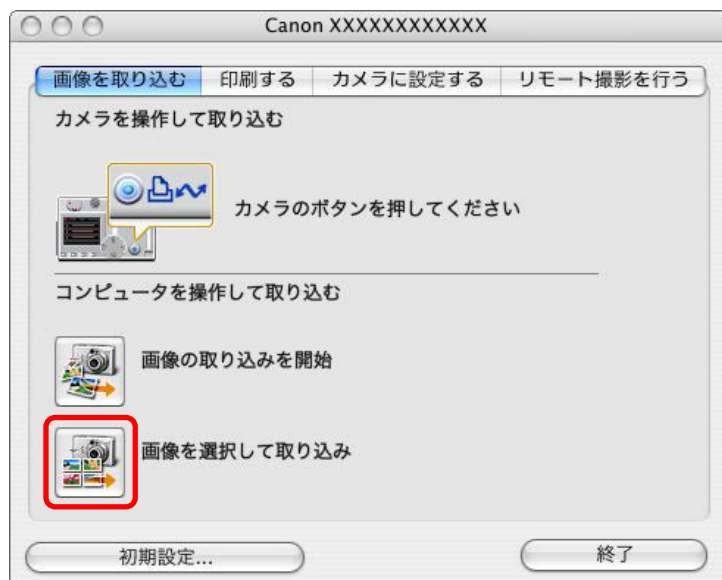 Canon XXXXXXXXXXXX
画像を取り込む 印刷する カメラに設定する リモート撮影を行う
カメラを操作して取り込む
カメラのボタンを押してください
コンピュータを操作して取り込む
画像の取り込みを開始
画像を選択して取り込み
初期設定... 終了